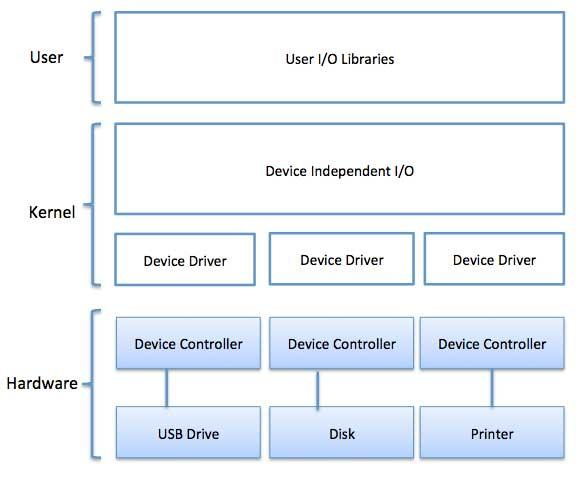 User
User I/O Libraries
Kernel
Device Independent I/O
Device Driver
Device Driver
Device Driver
Hardware
Device Controller
Device Controller
Device Controller
USB Drive
Disk
Printer